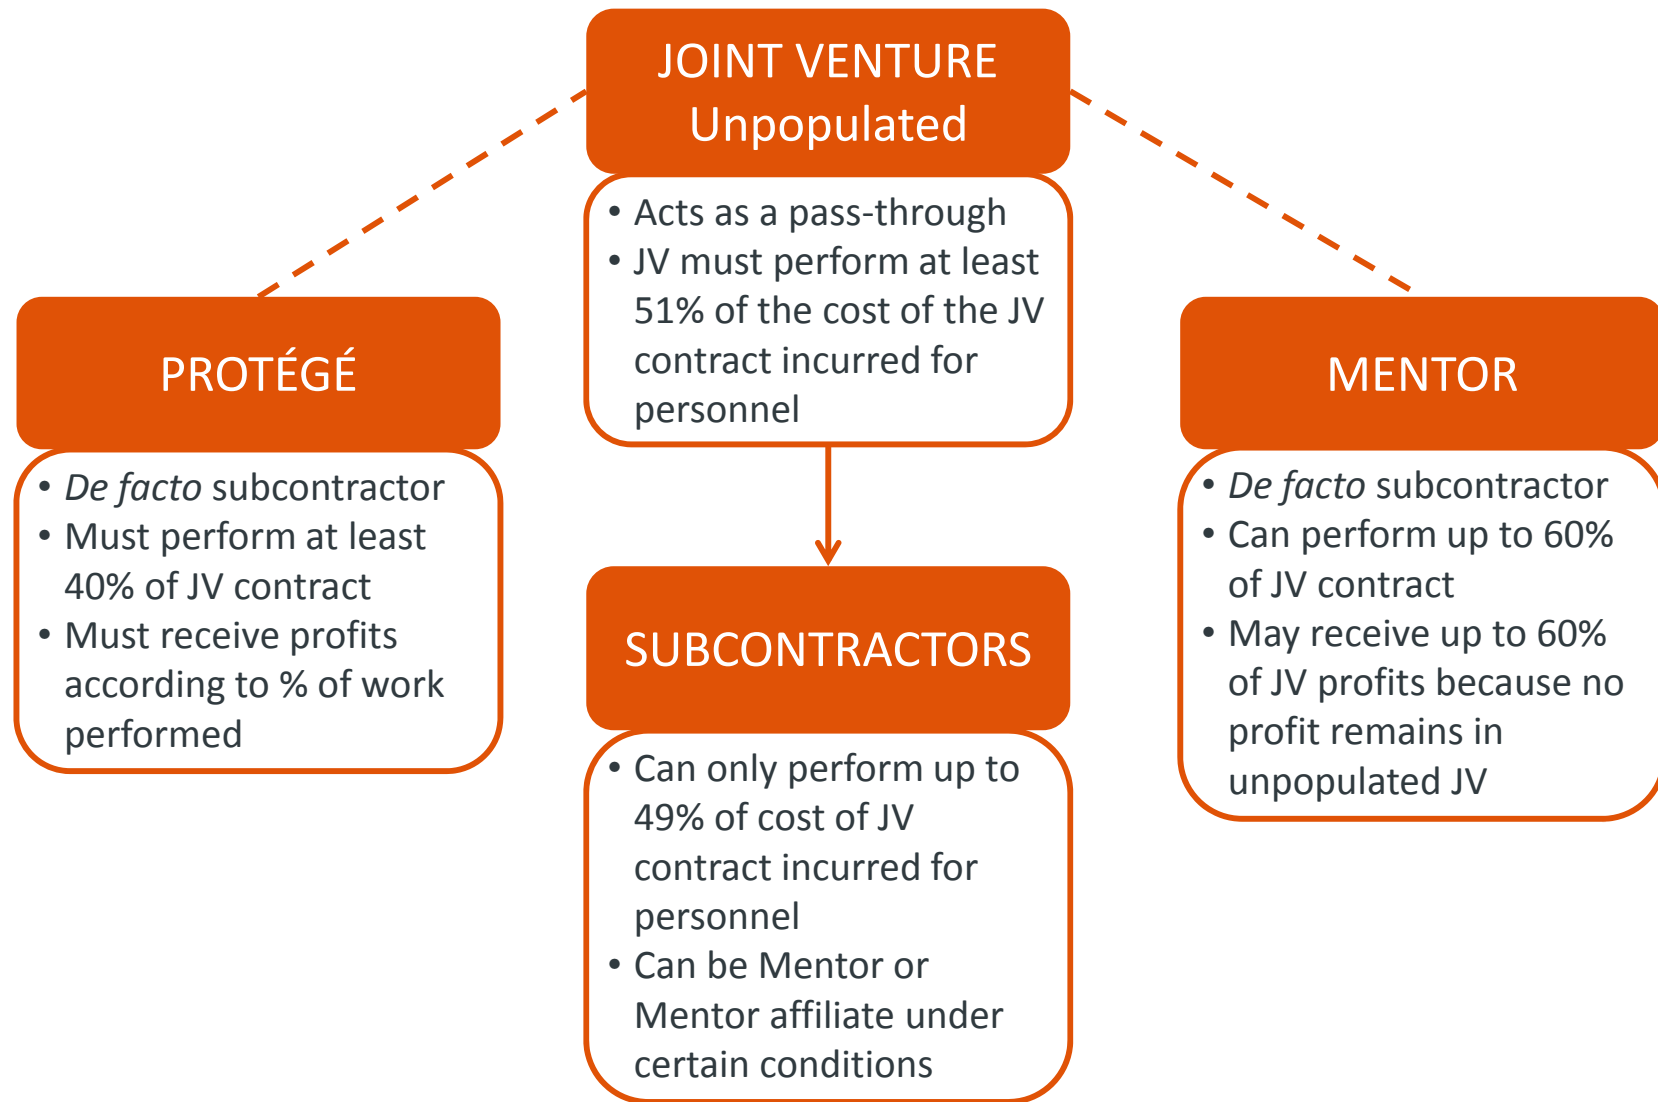 JOINT VENTURE
Unpopulated
• Acts as a pass-through
• JV must perform at least
51% of the cost of the JV
contract incurred for
personnel
PROTÉGÉ
• De facto subcontractor
• Must perform at least
40% of JV contract
• Must receive profits
according to % of work
performed
MENTOR
• De facto subcontractor
• Can perform up to 60%
of JV contract
• May receive up to 60%
of JV profits because no
profit remains in
unpopulated JV
SUBCONTRACTORS
• Can only perform up to
49% of cost of JV
contract incurred for
personnel
• Can be Mentor or
Mentor affiliate under
certain conditions